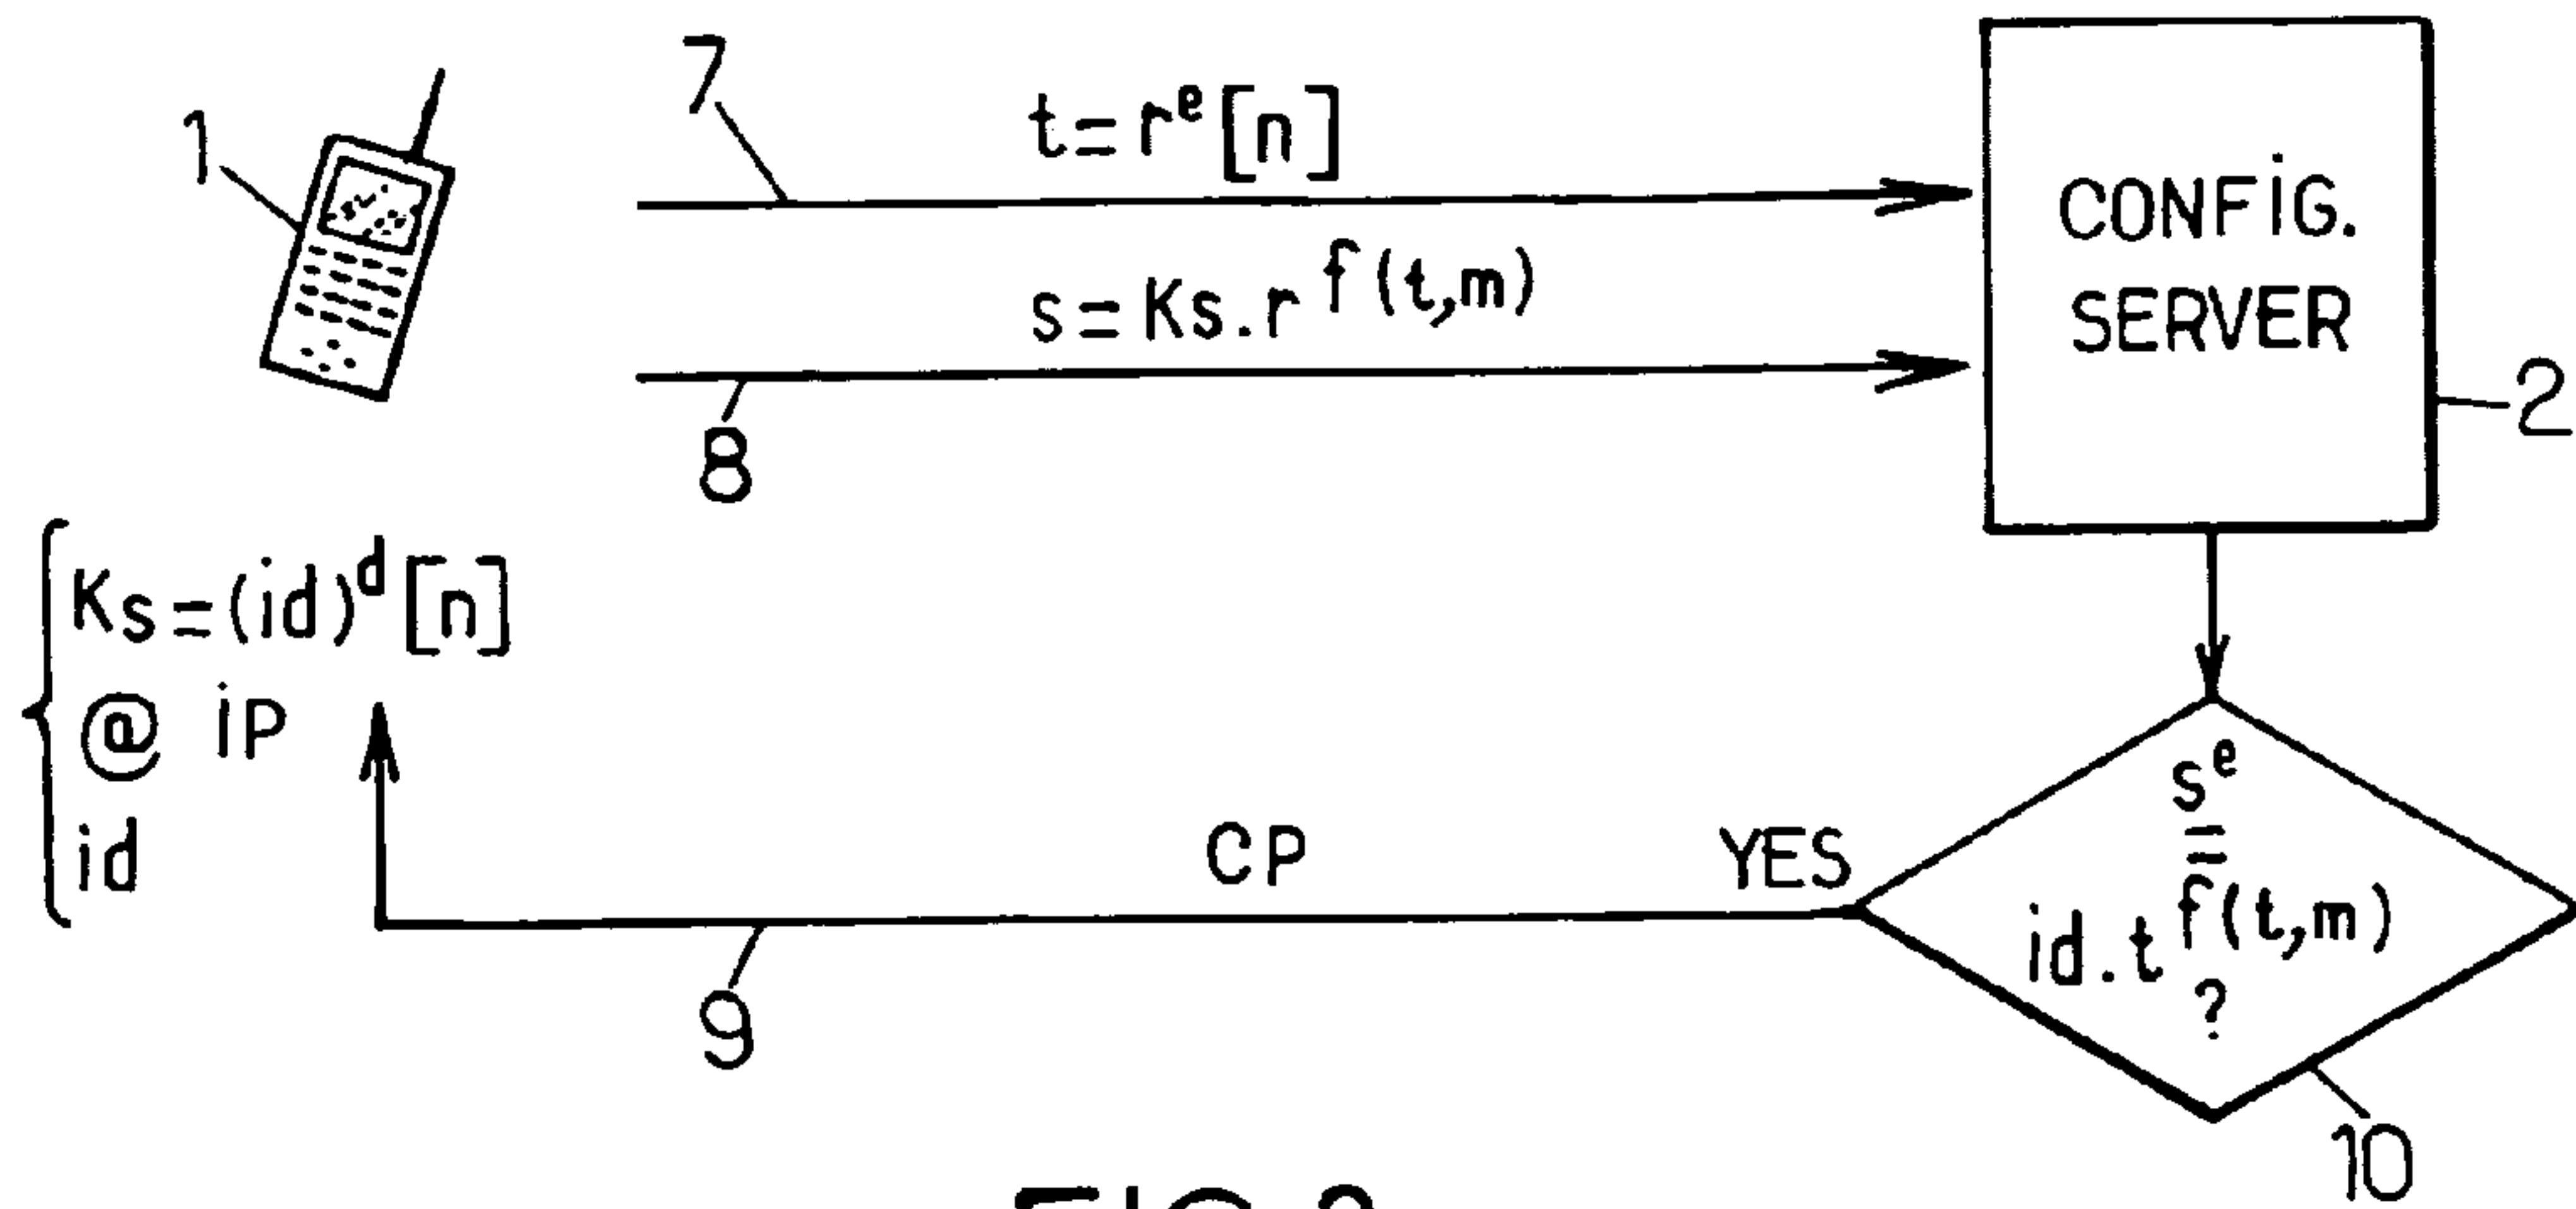 1
7
t = r^e [n]
CONFIG.
SERVER
s = Ks.r^f(t,m)
8
2
Ks = (id)^d [n]
@ iP
id
CP
YES
s^e
=
id.t^f(t,m)
?
9
10